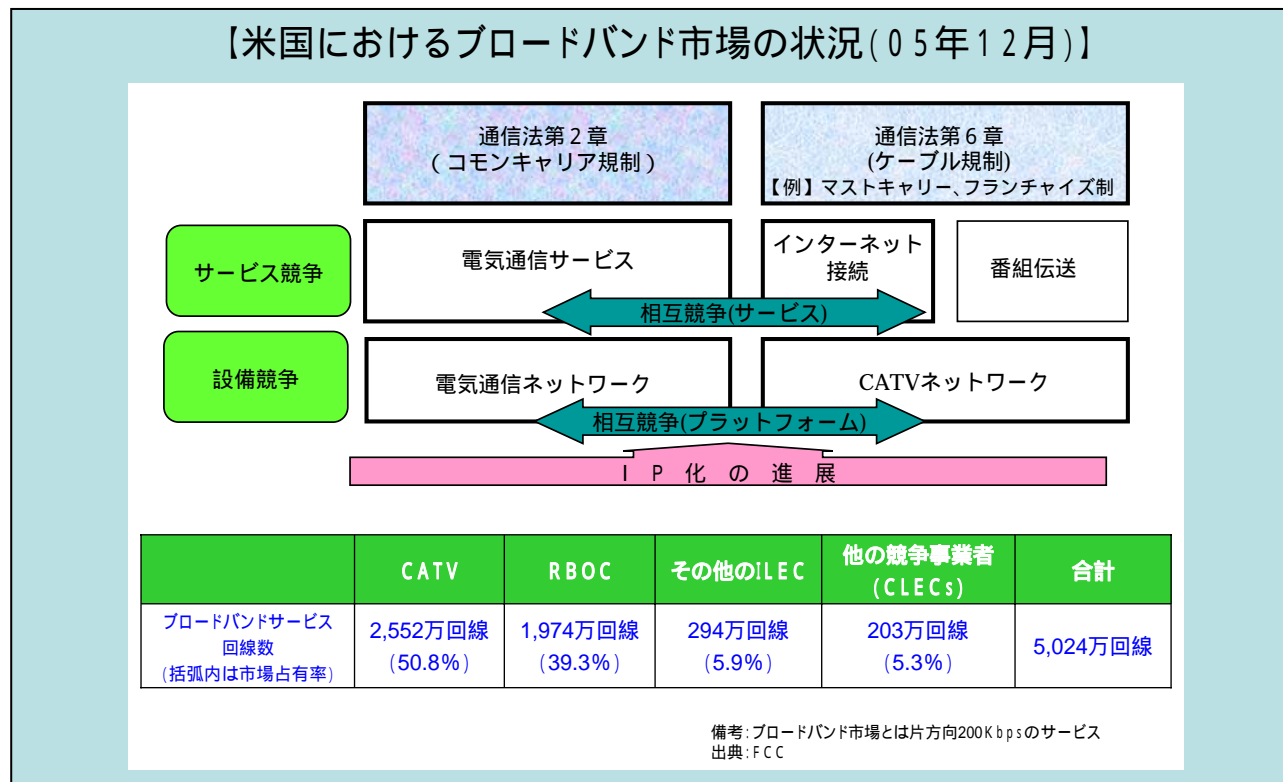 【米国におけるブロードバンド市場の状況(05年12月)】
通信法第2章
(コモンキャリア規制)
通信法第6章
(ケーブル規制)
【例】マストキャリー、フランチャイズ制
サービス競争
電気通信サービス
インターネット
接続
番組伝送
相互競争(サービス)
設備競争
電気通信ネットワーク
CATVネットワーク
相互競争(プラットフォーム)
IP化の進展
CATV
RBOC
その他のILEC
他の競争事業者
(CLECs)
合計
ブロードバンドサービス
回線数
(括弧内は市場占有率)
2,552万回線
(50.8%)
1,974万回線
(39.3%)
294万回線
(5.9%)
203万回線
(5.3%)
5,024万回線
備考:ブロードバンド市場とは片方向200Kbpsのサービス
出典:FCC